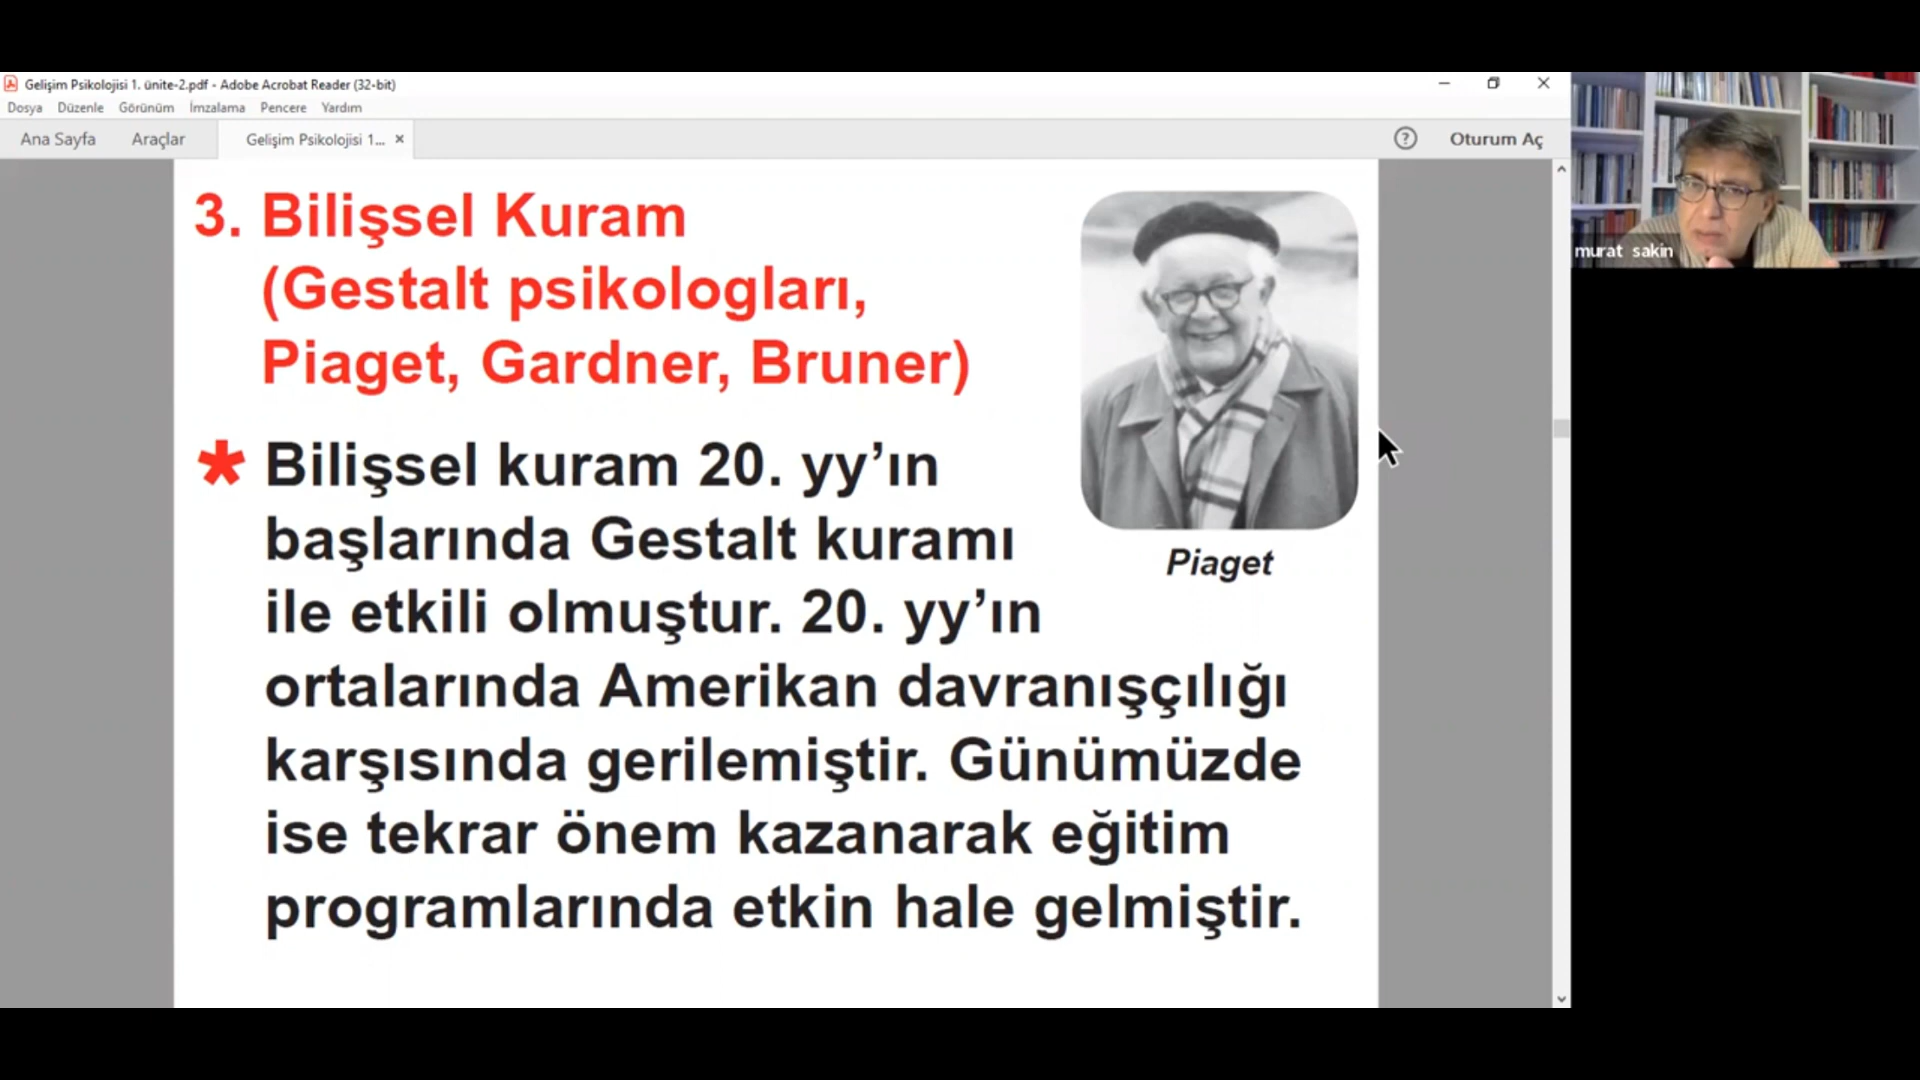 Gelişim Psikolojisi 1. ünite-2.pdf - Adobe Acrobat Reader (32-bit)
Dosya Düzenle Görünüm İmzalama Pencere Yardım
Ana Sayfa Araçlar Gelişim Psikolojisi 1... × ? Oturum Aç
3. Bilişsel Kuram
(Gestalt psikologları,
Piaget, Gardner, Bruner)
* Bilişsel kuram 20. yy’ın
başlarında Gestalt kuramı
ile etkili olmuştur. 20. yy’ın
ortalarında Amerikan davranışçılığı
karşısında gerilemiştir. Günümüzde
ise tekrar önem kazanarak eğitim
programlarında etkin hale gelmiştir.
Piaget
murat sakin